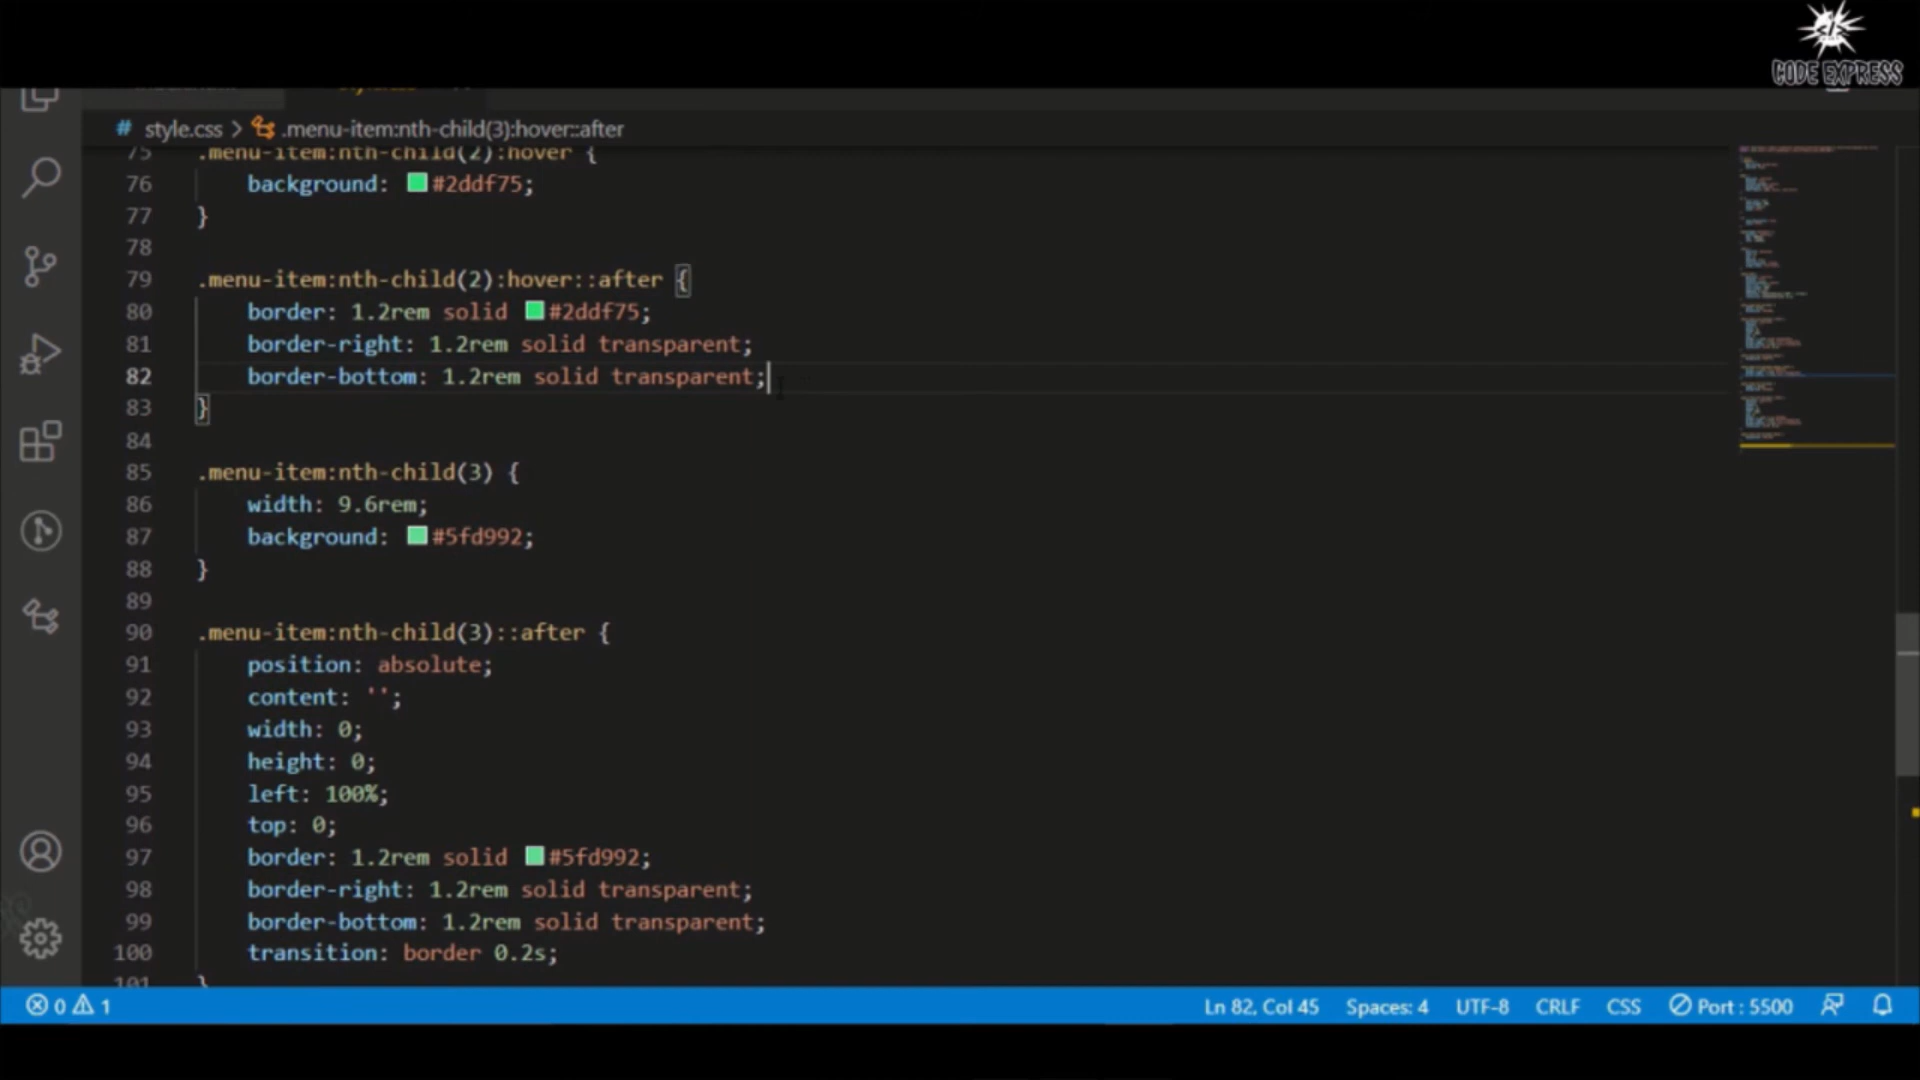 CODE EXPRESS
# style.css > .menu-item:nth-child(3):hover::after
75 .menu-item:nth-child(2):hover {
76 background: #2ddf75;
77 }
78
79 .menu-item:nth-child(2):hover::after {
80 border: 1.2rem solid #2ddf75;
81 border-right: 1.2rem solid transparent;
82 border-bottom: 1.2rem solid transparent;
83 }
84
85 .menu-item:nth-child(3) {
86 width: 9.6rem;
87 background: #5fd992;
88 }
89
90 .menu-item:nth-child(3)::after {
91 position: absolute;
92 content: '';
93 width: 0;
94 height: 0;
95 left: 100%;
96 top: 0;
97 border: 1.2rem solid #5fd992;
98 border-right: 1.2rem solid transparent;
99 border-bottom: 1.2rem solid transparent;
100 transition: border 0.2s;
101 }
0 1 Ln 82, Col 45 Spaces: 4 UTF-8 CRLF CSS Port : 5500